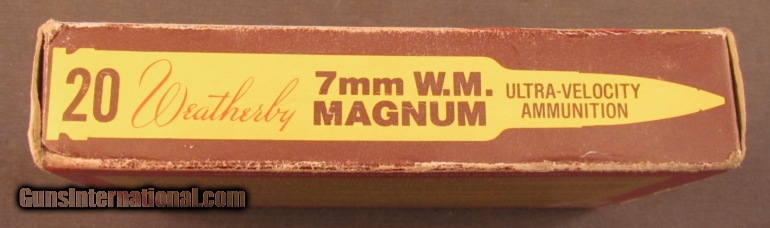 20 Weatherby 7mm W.M. MAGNUM
ULTRA-VELOCITY
AMMUNITION
GunsInternational.com